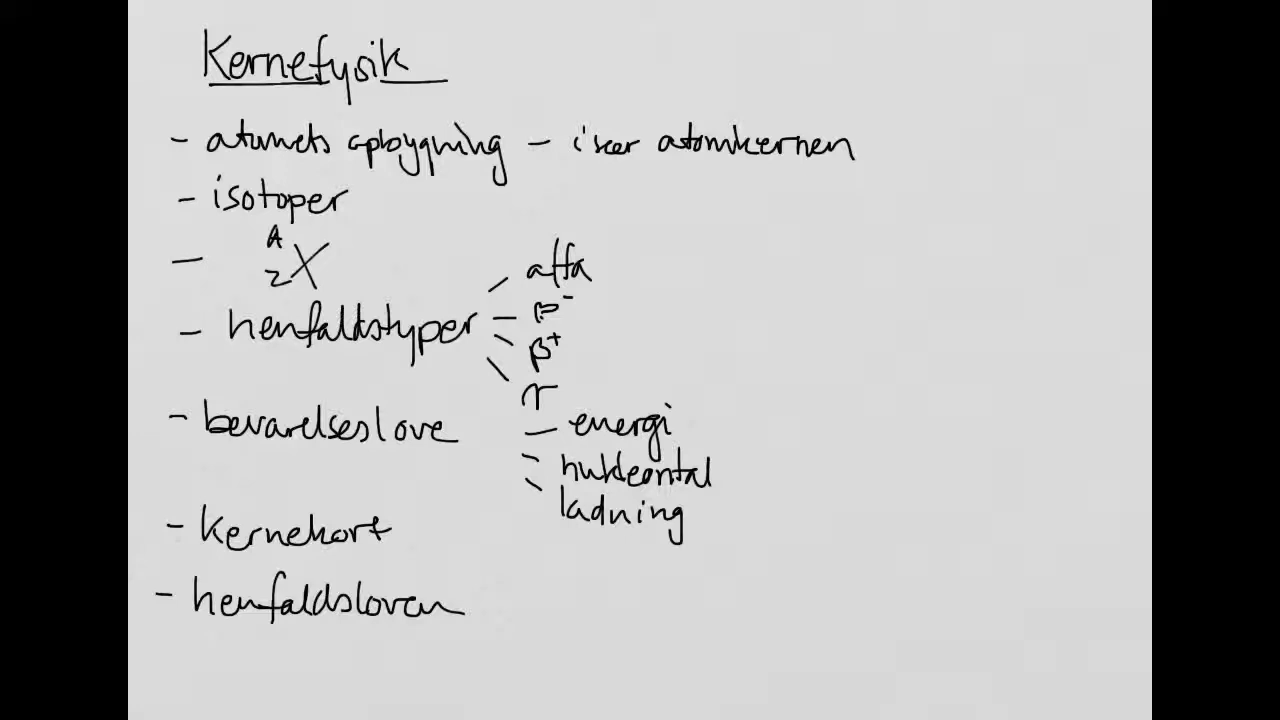 Kernefysik
- atomets opbygning - især atomkernen
- isotoper
- A Z X
- henfaldstyper - alfa
- β⁻
- β⁺
- γ
- bevarelseslove - energi
- nukleontal
- ladning
- kernekort
- henfaldsloven